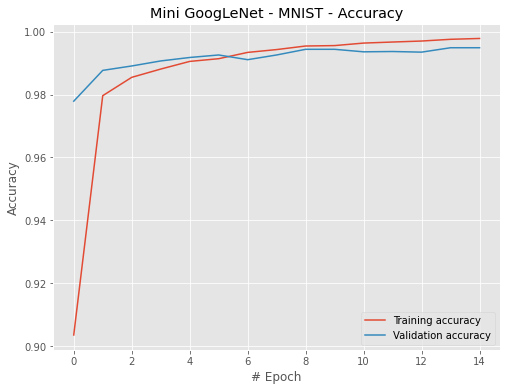 Mini GoogLeNet - MNIST - Accuracy
1.00
0.98
0.96
0.94
0.92
0.90
Accuracy
0 2 4 6 8 10 12 14
# Epoch
Training accuracy
Validation accuracy